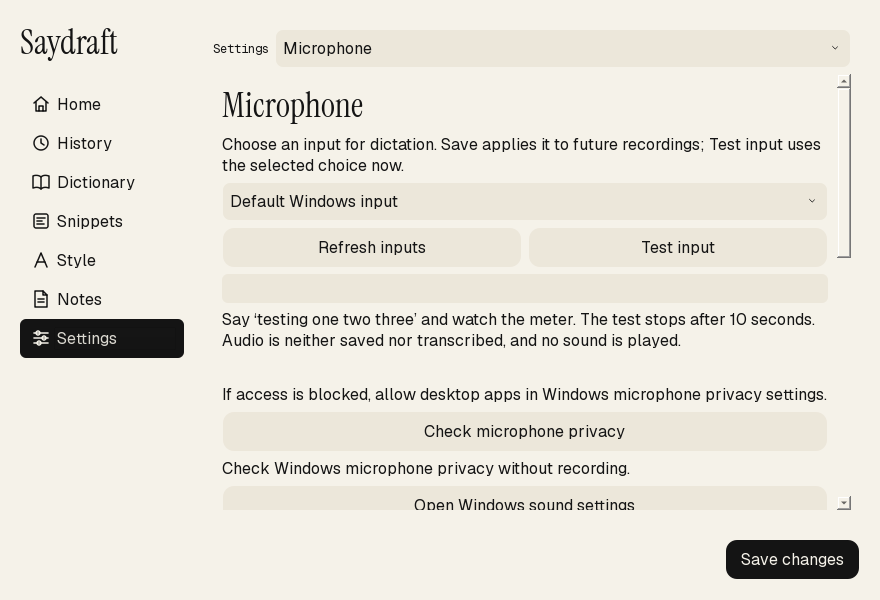 Saydraft
Settings
Microphone
Home
History
Dictionary
Snippets
Style
Notes
Settings
Microphone
Choose an input for dictation. Save applies it to future recordings; Test input uses
the selected choice now.
Default Windows input
Refresh inputs
Test input
Say ‘testing one two three’ and watch the meter. The test stops after 10 seconds.
Audio is neither saved nor transcribed, and no sound is played.
If access is blocked, allow desktop apps in Windows microphone privacy settings.
Check microphone privacy
Check Windows microphone privacy without recording.
Open Windows sound settings
Save changes